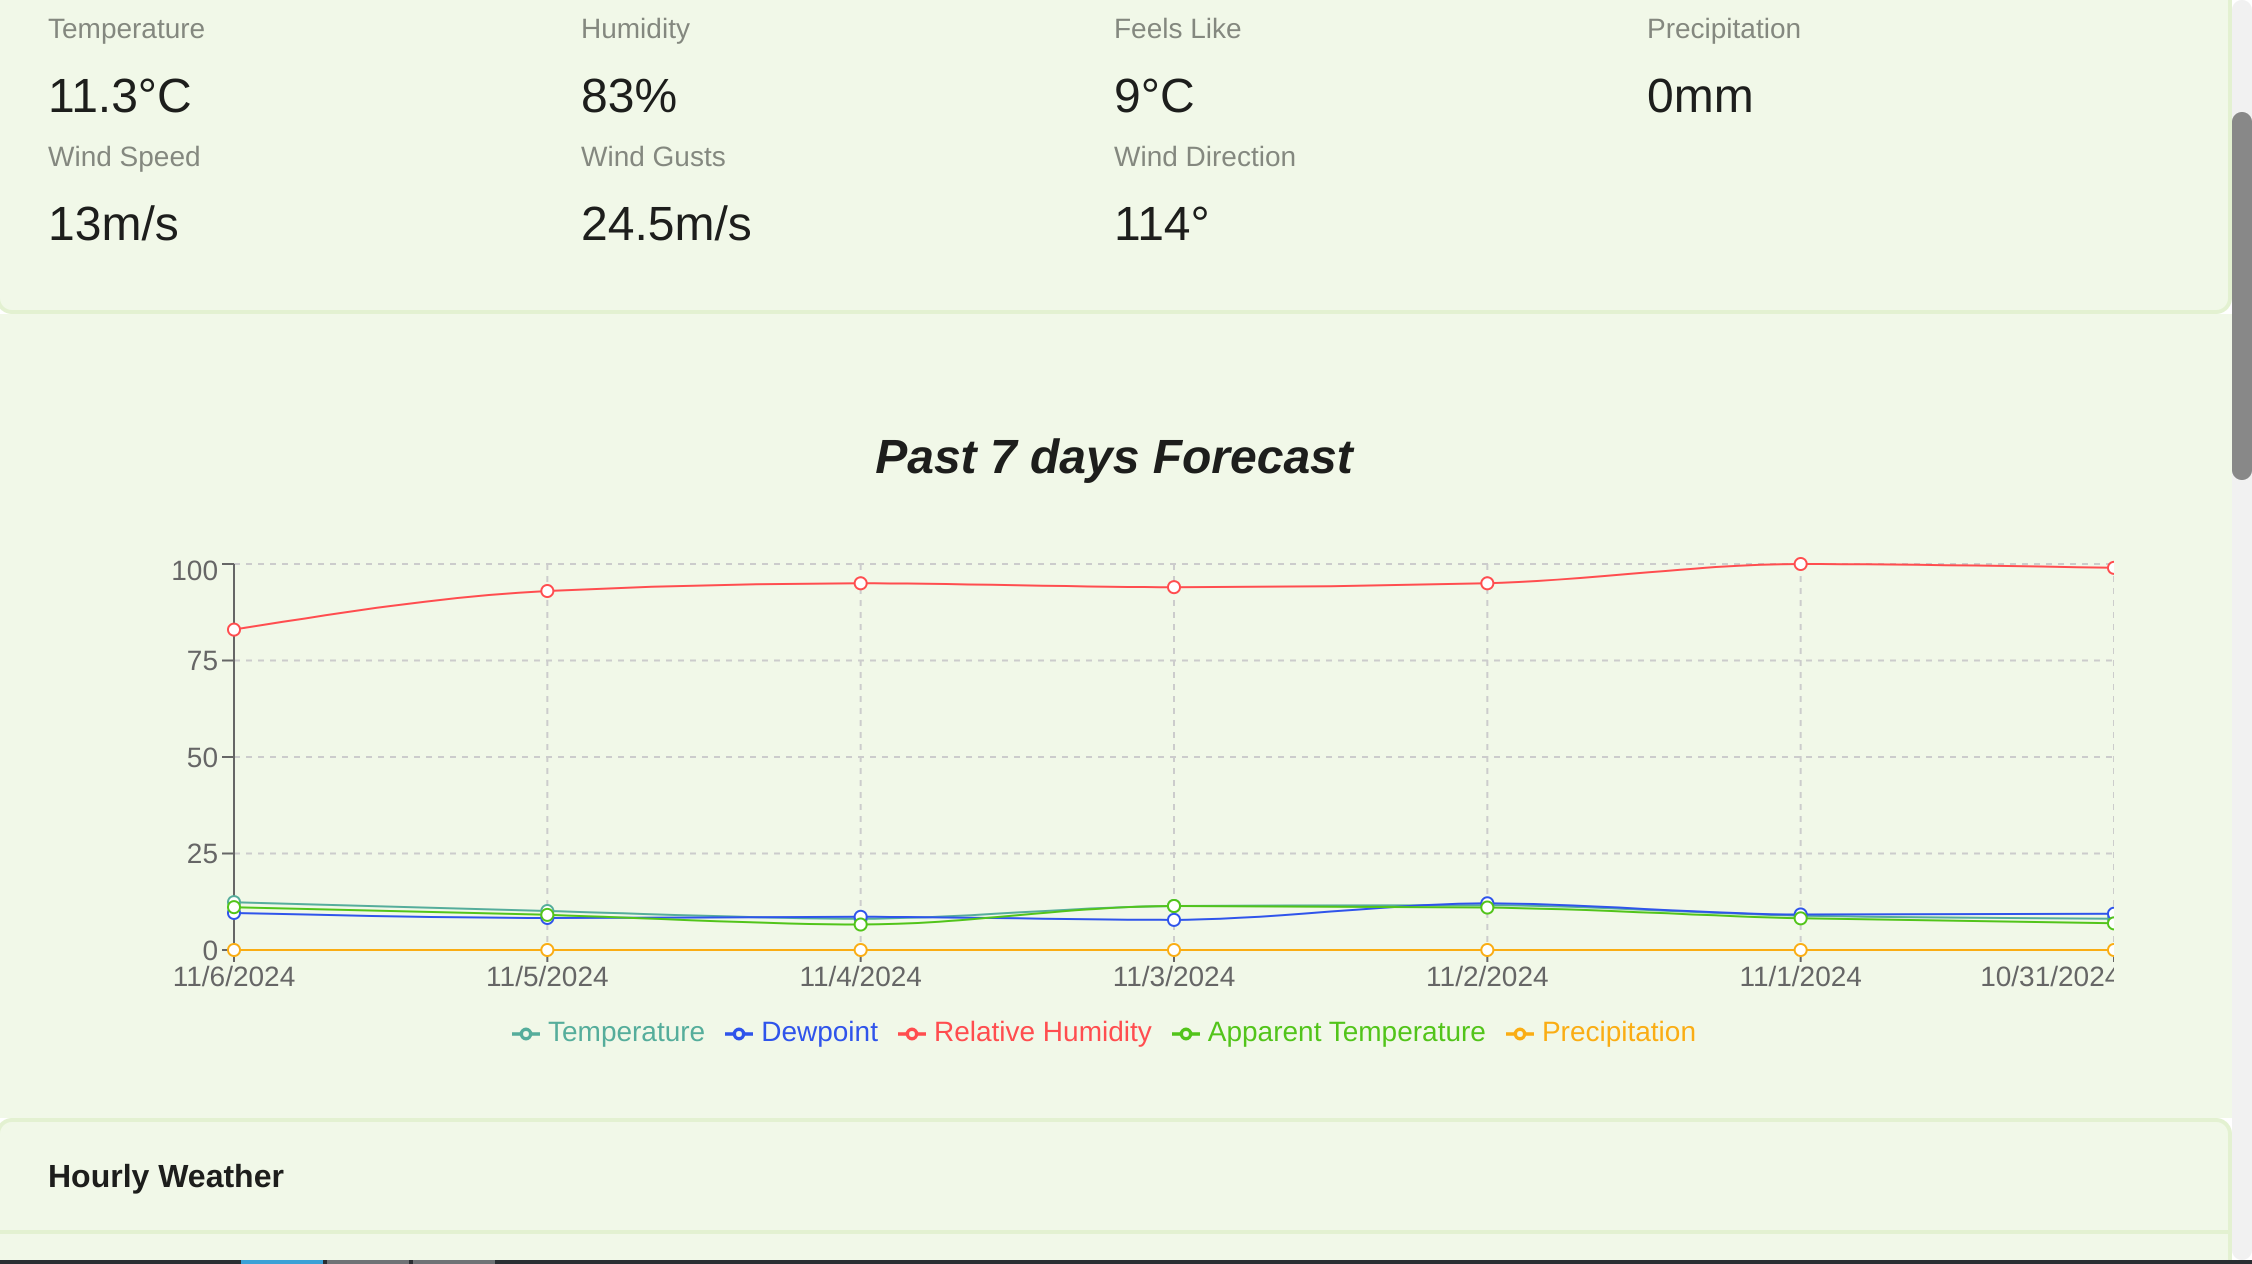 Temperature Humidity Feels Like Precipitation
11.3°C 83% 9°C 0mm
Wind Speed Wind Gusts Wind Direction
13m/s 24.5m/s 114°
Past 7 days Forecast
100
75
50
25
0
11/6/2024 11/5/2024 11/4/2024 11/3/2024 11/2/2024 11/1/2024 10/31/2024
Temperature Dewpoint Relative Humidity Apparent Temperature Precipitation
Hourly Weather